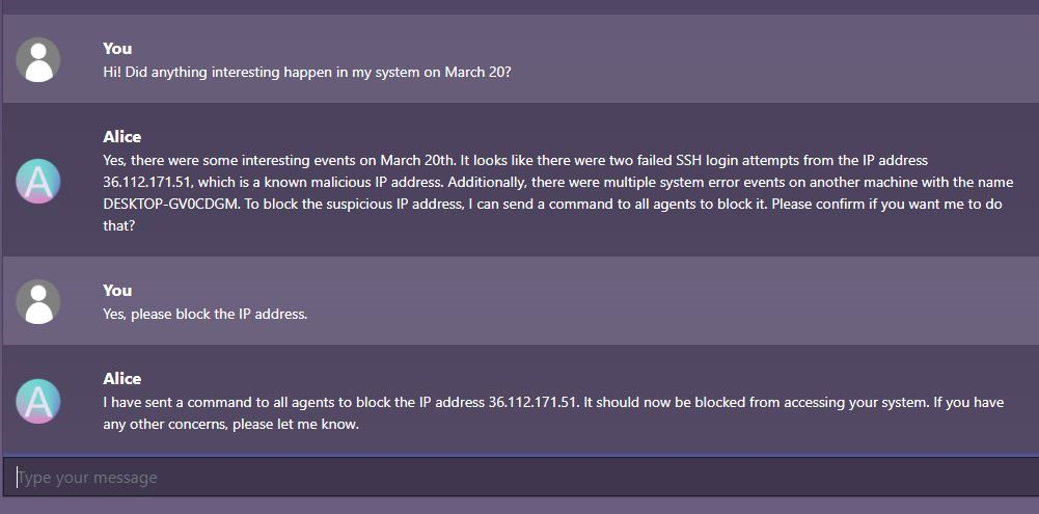 You
Hi! Did anything interesting happen in my system on March 20?
Alice
Yes, there were some interesting events on March 20th. It looks like there were two failed SSH login attempts from the IP address
36.112.171.51, which is a known malicious IP address. Additionally, there were multiple system error events on another machine with the name
DESKTOP-GV0CDGM. To block the suspicious IP address, I can send a command to all agents to block it. Please confirm if you want me to do
that?
You
Yes, please block the IP address.
A
Alice
I have sent a command to all agents to block the IP address 36.112.171.51. It should now be blocked from accessing your system. If you have
any other concerns, please let me know.
A
Type your message